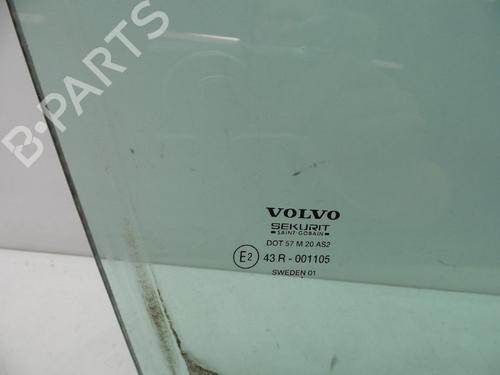 B-PARTS
VOLVO
SEKURIT
SAINT-GOBAIN
DOT 57 M 20 AS2
E2 43 R - 001105
SWEDEN 01